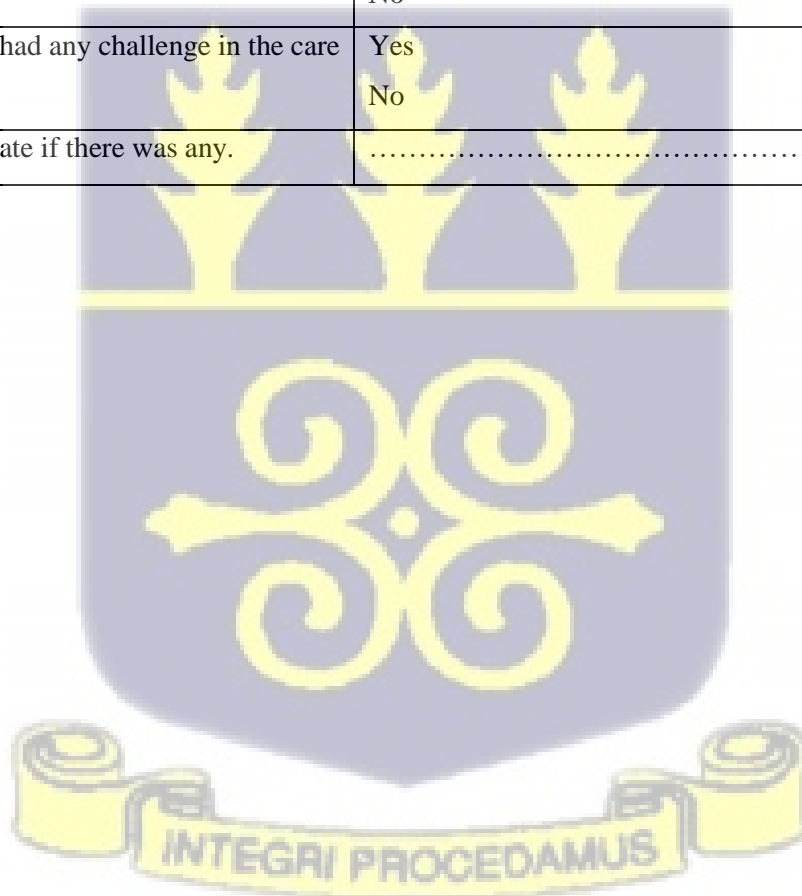 No
had any challenge in the care Yes
No
ate if there was any. ……………………………………
INTEGRI PROCEDAMUS